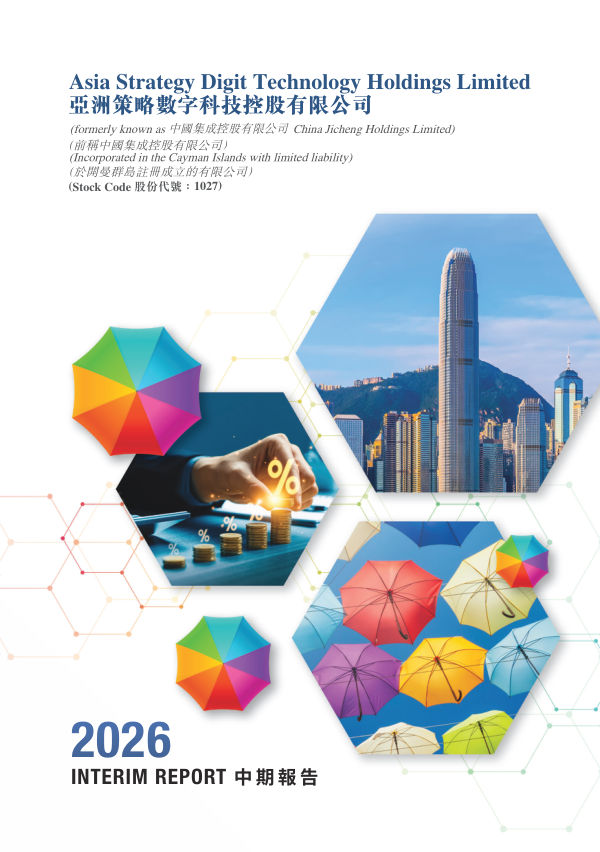 Asia Strategy Digit Technology Holdings Limited
亞洲策略數字科技控股有限公司
(formerly known as 中國集成控股有限公司 China Jicheng Holdings Limited)
(前稱中國集成控股有限公司)
(Incorporated in the Cayman Islands with limited liability)
(於開曼群島註冊成立的有限公司)
(Stock Code 股份代號：1027)
%
%
%
%
%
2026
INTERIM REPORT 中期報告